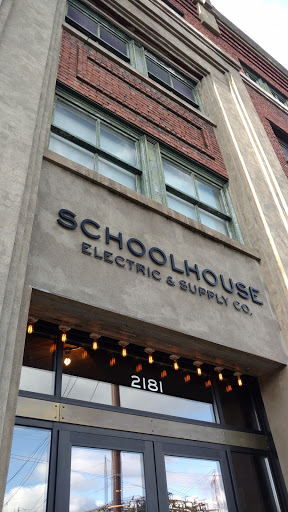 SCHOOLHOUSE
ELECTRIC & SUPPLY CO.
2181